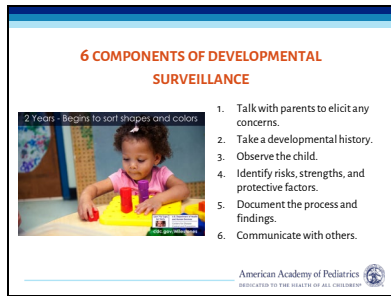 6 COMPONENTS OF DEVELOPMENTAL
SURVEILLANCE
2 Years - Begins to sort shapes and colors
cdc.gov/Milestones
1. Talk with parents to elicit any
concerns.
2. Take a developmental history.
3. Observe the child.
4. Identify risks, strengths, and
protective factors.
5. Document the process and
findings.
6. Communicate with others.
American Academy of Pediatrics
DEDICATED TO THE HEALTH OF ALL CHILDREN®